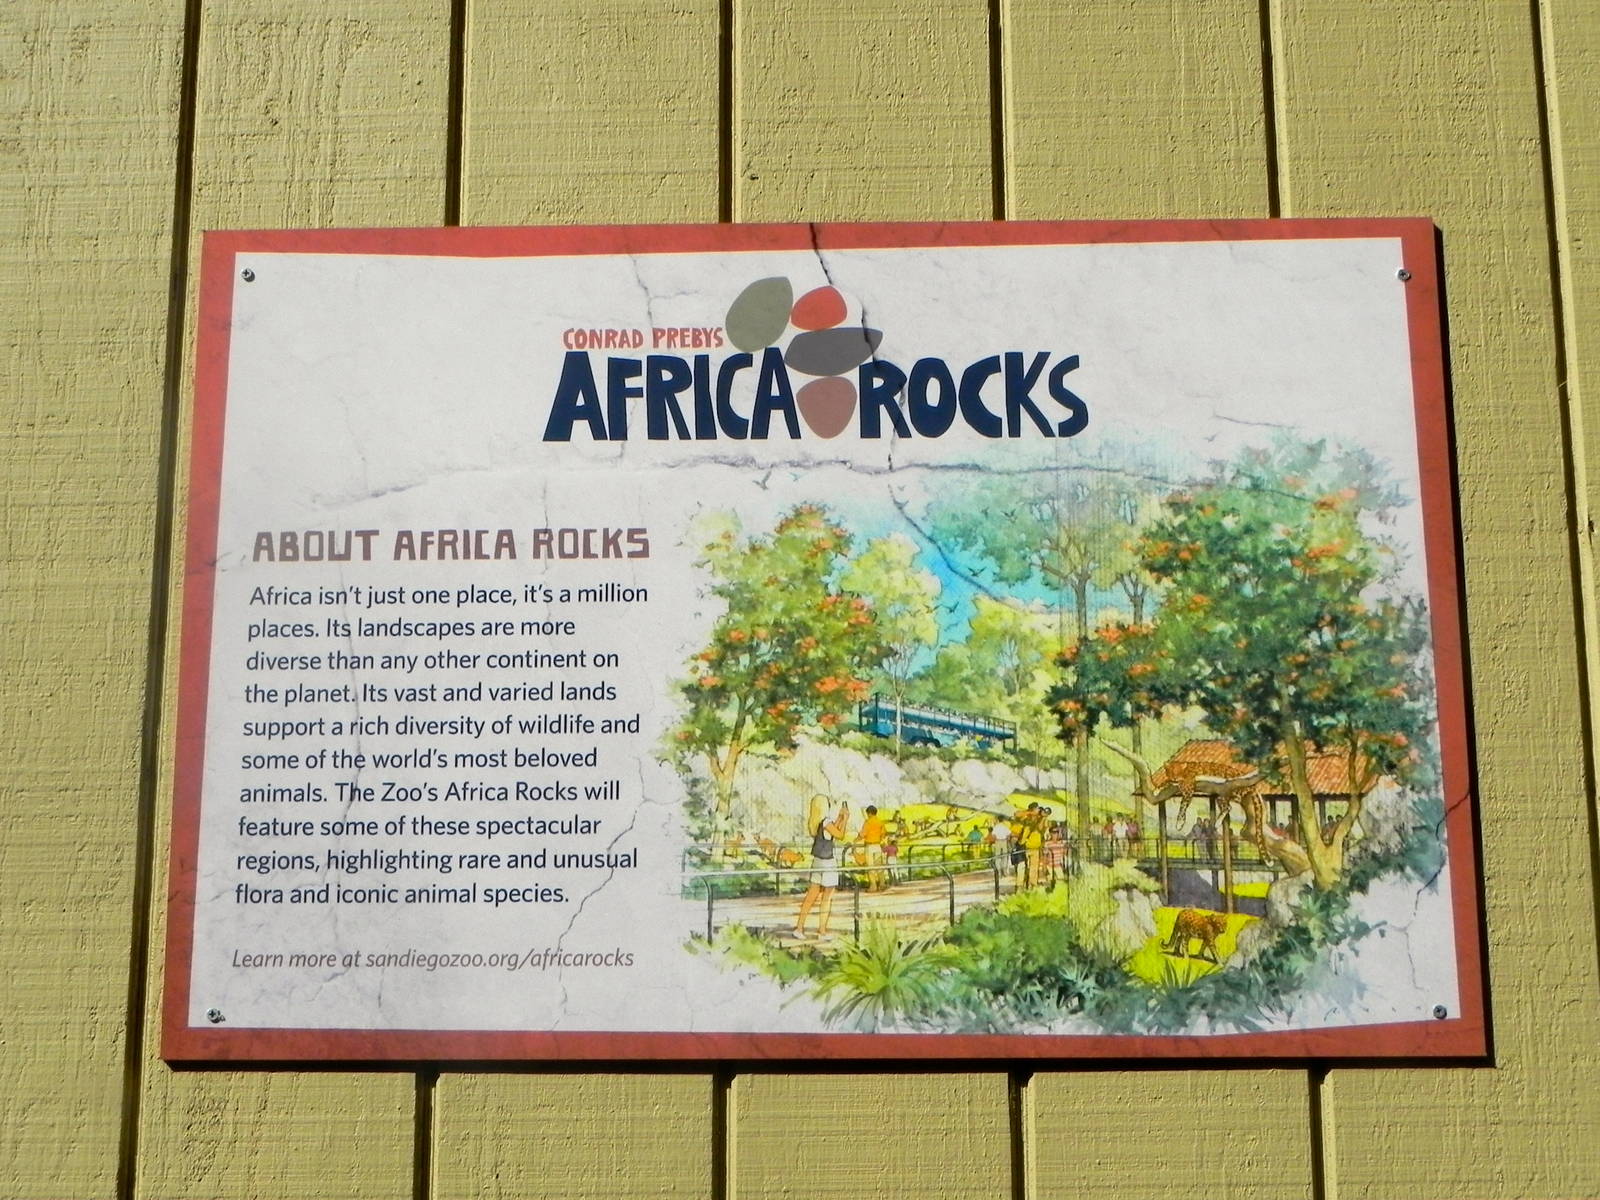 CONRAD PREBYS
AFRICA ROCKS
ABOUT AFRICA ROCKS
Africa isn't just one place, it's a million
places. Its landscapes are more
diverse than any other continent on
the planet. Its vast and varied lands
support a rich diversity of wildlife and
some of the world's most beloved
animals. The Zoo's Africa Rocks will
feature some of these spectacular
regions, highlighting rare and unusual
flora and iconic animal species.
Learn more at sandiegozoo.org/africarocks